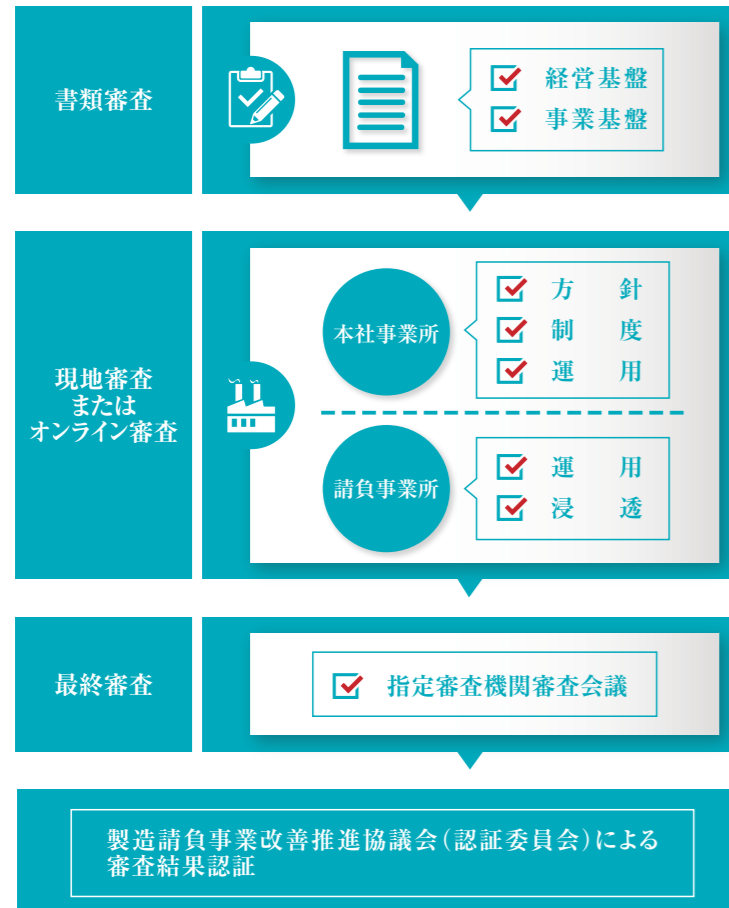 書類審査
経営基盤
事業基盤
現地審査
または
オンライン審査
本社事業所
方　針
制　度
運　用
請負事業所
運　用
浸　透
最終審査
指定審査機関審査会議
製造請負事業改善推進協議会（認証委員会）による
審査結果認証